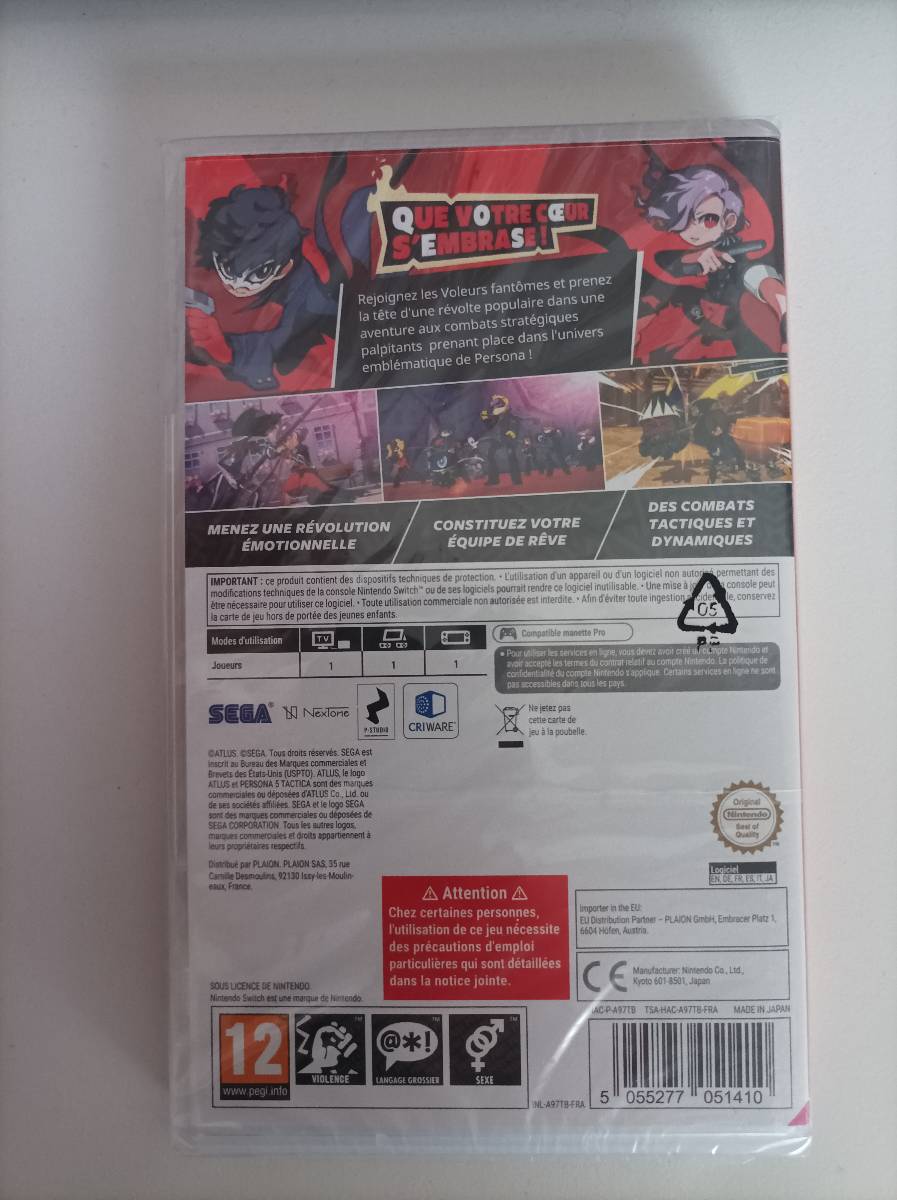 QUE VOTRE CŒUR
S'EMBRASE !
Rejoignez les Voleurs fantômes et prenez
la tête d'une révolte populaire dans une
aventure aux combats stratégiques
palpitants prenant place dans l'univers
emblématique de Persona !
MENEZ UNE RÉVOLUTION
ÉMOTIONNELLE
CONSTITUEZ VOTRE
ÉQUIPE DE RÊVE
DES COMBATS
TACTIQUES ET
DYNAMIQUES
IMPORTANT : ce produit contient des dispositifs techniques de protection. • L'utilisation d'un appareil ou d'un logiciel non autorisé permettant des
modifications techniques de la console Nintendo Switch™ ou de ses logiciels pourrait rendre ce logiciel inutilisable. • Une mise à jour de la console peut
être nécessaire pour utiliser ce logiciel. • Toute utilisation commerciale non autorisée est interdite. • Afin d'éviter toute ingestion accidentelle, conservez
la carte de jeu hors de portée des jeunes enfants.
05
PP
Modes d'utilisation
TV
Joueurs
1
1
1
Compatible manette Pro
• Pour utiliser les services en ligne, vous devez avoir créé un compte Nintendo et
avoir accepté les termes du contrat relatif au compte Nintendo. La politique de
confidentialité du compte Nintendo s'applique. Certains services en ligne ne sont
pas accessibles dans tous les pays.
SEGA®
NexTone
P-STUDIO
CRIWARE™
Ne jetez pas
cette carte de
jeu à la poubelle.
©ATLUS. ©SEGA. Tous droits réservés. SEGA est
inscrit au Bureau des Marques commerciales et
Brevets des États-Unis (USPTO). ATLUS, le logo
ATLUS et PERSONA 5 TACTICA sont des marques
commerciales ou déposées d'ATLUS Co., Ltd. ou
de ses sociétés affiliées. SEGA et le logo SEGA
sont des marques commerciales ou déposées de
SEGA CORPORATION. Tous les autres logos,
marques commerciales et droits appartiennent à
leurs propriétaires respectifs.
Distribué par PLAION. PLAION SAS, 35 rue
Camille Desmoulins, 92130 Issy-les-Moulin-
eaux, France.
Original
Nintendo
Seal of
Quality
™
Logiciel
EN, DE, FR, ES, IT, JA
⚠ Attention ⚠
Chez certaines personnes,
l'utilisation de ce jeu nécessite
des précautions d'emploi
particulières qui sont détaillées
dans la notice jointe.
Importer in the EU:
EU Distribution Partner – PLAION GmbH, Embracer Platz 1,
6604 Höfen, Austria.
CE
Manufacturer: Nintendo Co., Ltd.,
Kyoto 601-8501, Japan
SOUS LICENCE DE NINTENDO.
Nintendo Switch est une marque de Nintendo.
HAC-P-A97TB TSA-HAC-A97TB-FRA MADE IN JAPAN
12
www.pegi.info
™
VIOLENCE
@*!
™
LANGAGE GROSSIER
™
SEXE
INL-A97TB-FRA
5 055277 051410